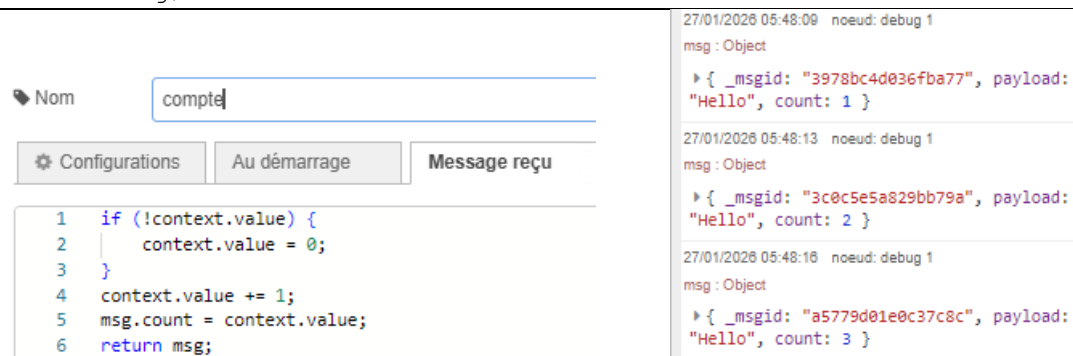 Nom
compte
Configurations
Au démarrage
Message reçu
1 if (!context.value) {
2     context.value = 0;
3 }
4 context.value += 1;
5 msg.count = context.value;
6 return msg;
27/01/2026 05:48:09 noeud: debug 1
msg : Object
{ _msgid: "3978bc4d036fba77", payload:
"Hello", count: 1 }
27/01/2026 05:48:13 noeud: debug 1
msg : Object
{ _msgid: "3c0c5e5a829bb79a", payload:
"Hello", count: 2 }
27/01/2026 05:48:16 noeud: debug 1
msg : Object
{ _msgid: "a5779d01e0c37c8c", payload:
"Hello", count: 3 }